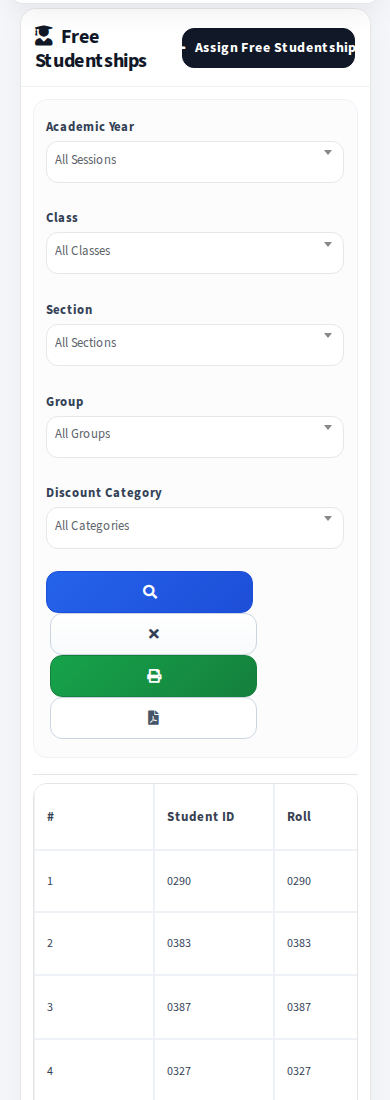 Free
Studentships
Assign Free Studentship
Academic Year
All Sessions
Class
All Classes
Section
All Sections
Group
All Groups
Discount Category
All Categories
# Student ID Roll
1 0290 0290
2 0383 0383
3 0387 0387
4 0327 0327